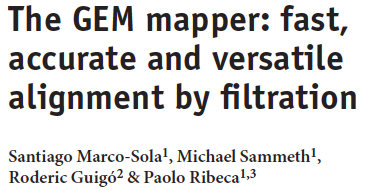 The GEM mapper: fast,
accurate and versatile
alignment by filtration
Santiago Marco-Sola1, Michael Sammeth1,
Roderic Guigó2 & Paolo Ribeca1,3